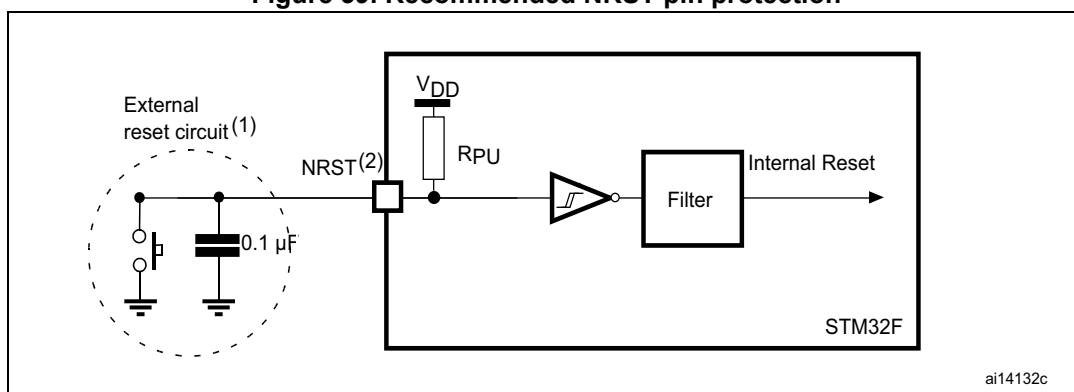 Figure 39. Recommended NRST pin protection
External
reset circuit(1)
NRST(2)
VDD
RPU
0.1 μF
Filter
Internal Reset
STM32F
ai14132c